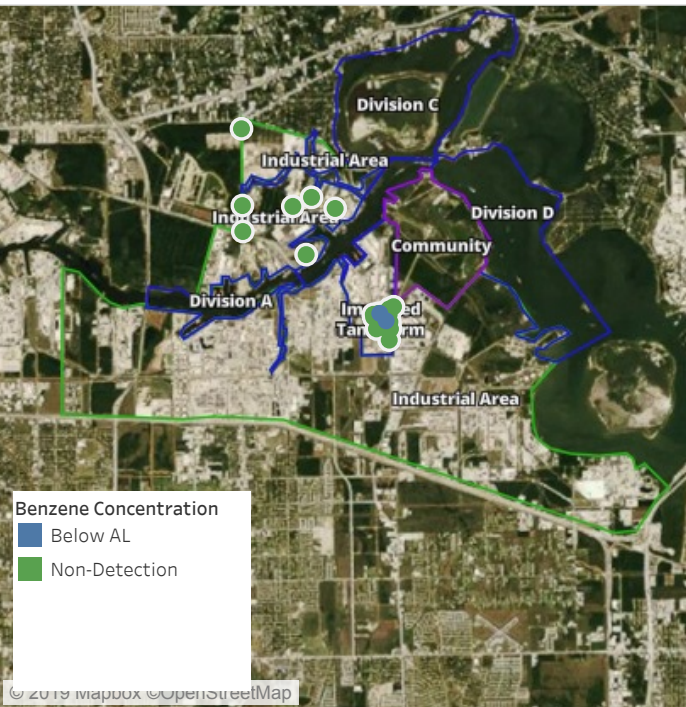 Division C
Industrial Area
Division D
Industrial Area
Community
Division A
Industrial Area
Benzene Concentration
Below AL
Non-Detection
© 2019 Mapbox ©OpenStreetMap